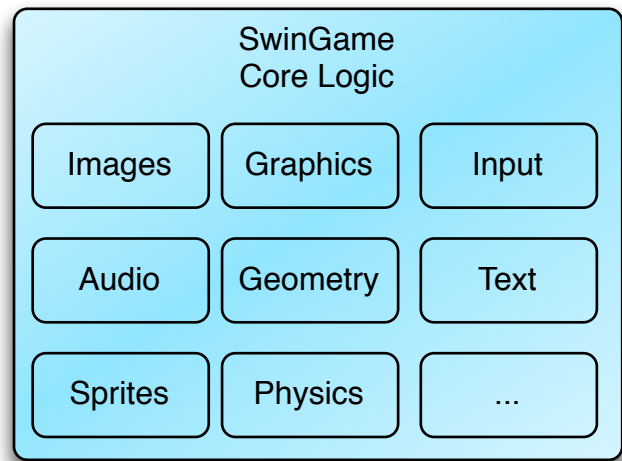 SwinGame
Core Logic
Images
Graphics
Input
Audio
Geometry
Text
Sprites
Physics
...